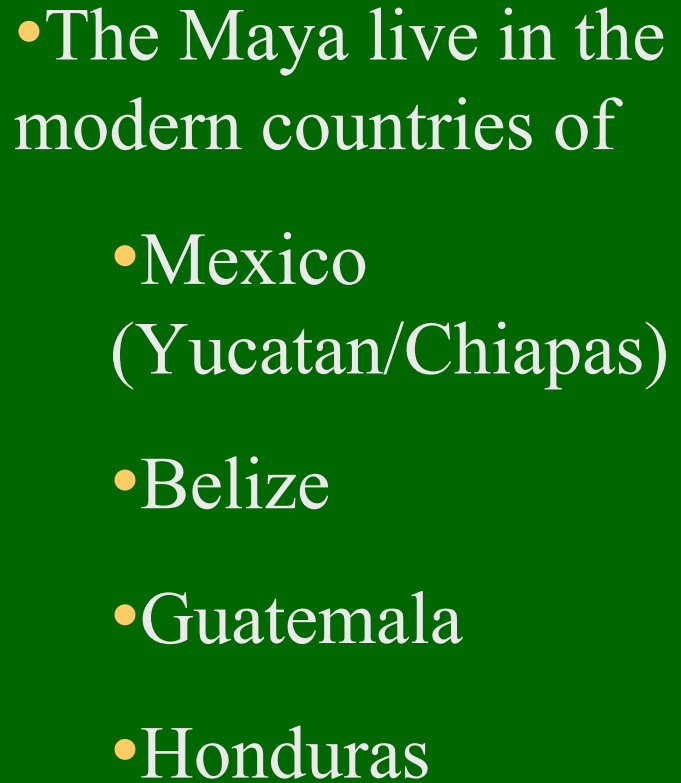 •The Maya live in the
modern countries of
•Mexico
(Yucatan/Chiapas)
•Belize
•Guatemala
•Honduras